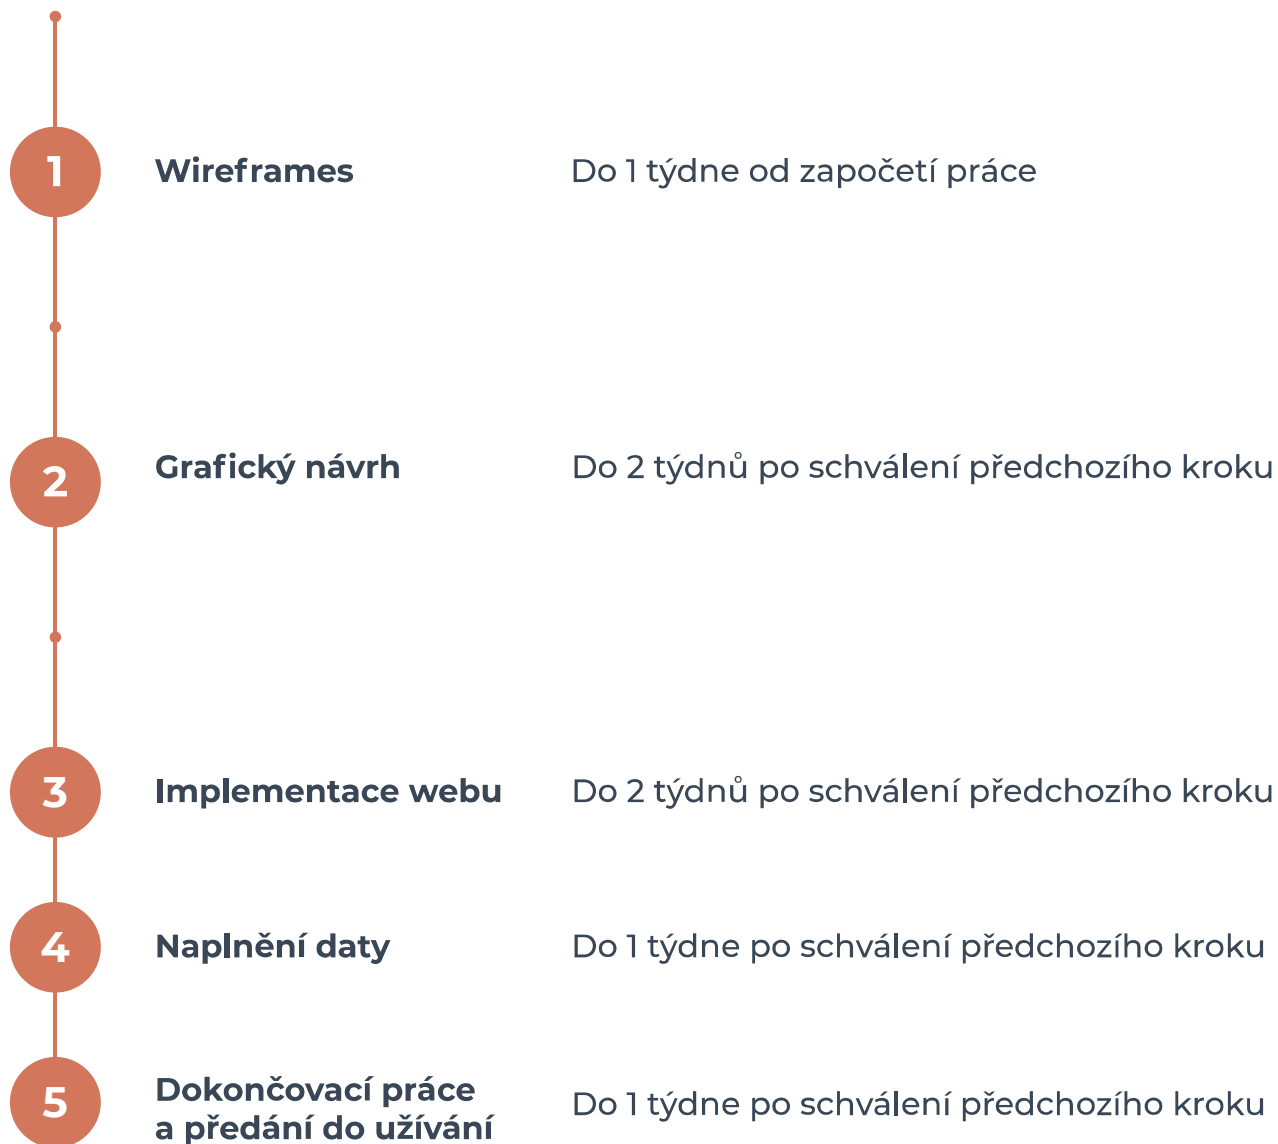 1 Wireframes Do 1 týdne od započetí práce
2 Grafický návrh Do 2 týdnů po schválení předchozího kroku
3 Implementace webu Do 2 týdnů po schválení předchozího kroku
4 Naplnění daty Do 1 týdne po schválení předchozího kroku
5 Dokončovací práce
a předání do užívání Do 1 týdne po schválení předchozího kroku